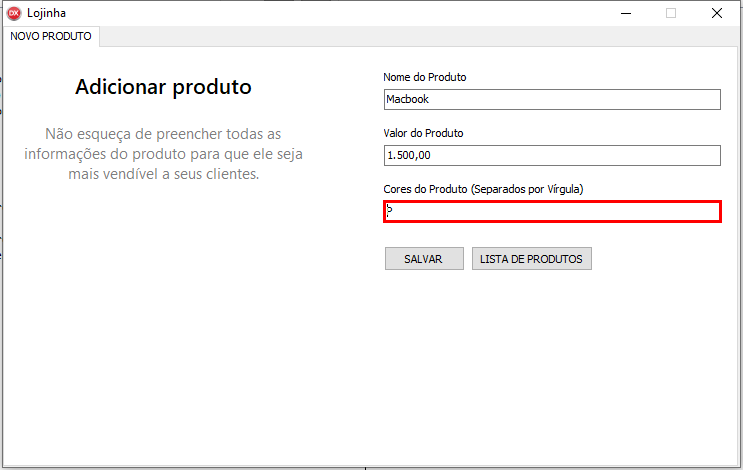 Lojinha
NOVO PRODUTO
Adicionar produto
Não esqueça de preencher todas as
informações do produto para que ele seja
mais vendível a seus clientes.
Nome do Produto
Macbook
Valor do Produto
1.500,00
Cores do Produto (Separados por Vírgula)
SALVAR
LISTA DE PRODUTOS